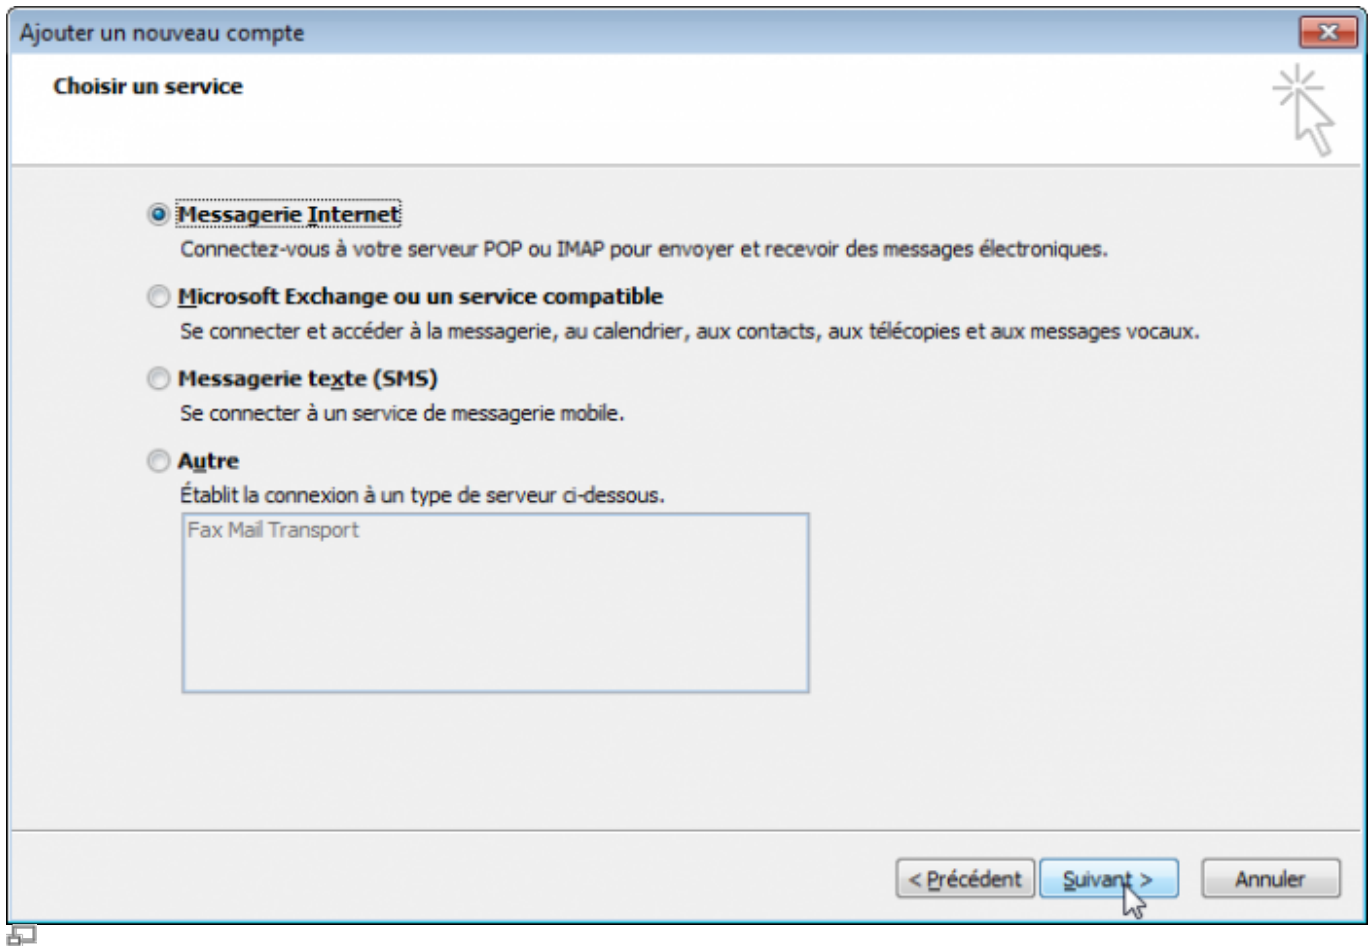 Ajouter un nouveau compte
Choisir un service
Messagerie Internet
Connectez-vous à votre serveur POP ou IMAP pour envoyer et recevoir des messages électroniques.
Microsoft Exchange ou un service compatible
Se connecter et accéder à la messagerie, au calendrier, aux contacts, aux télécopies et aux messages vocaux.
Messagerie texte (SMS)
Se connecter à un service de messagerie mobile.
Autre
Établit la connexion à un type de serveur ci-dessous.
Fax Mail Transport
< Précédent Suivant > Annuler